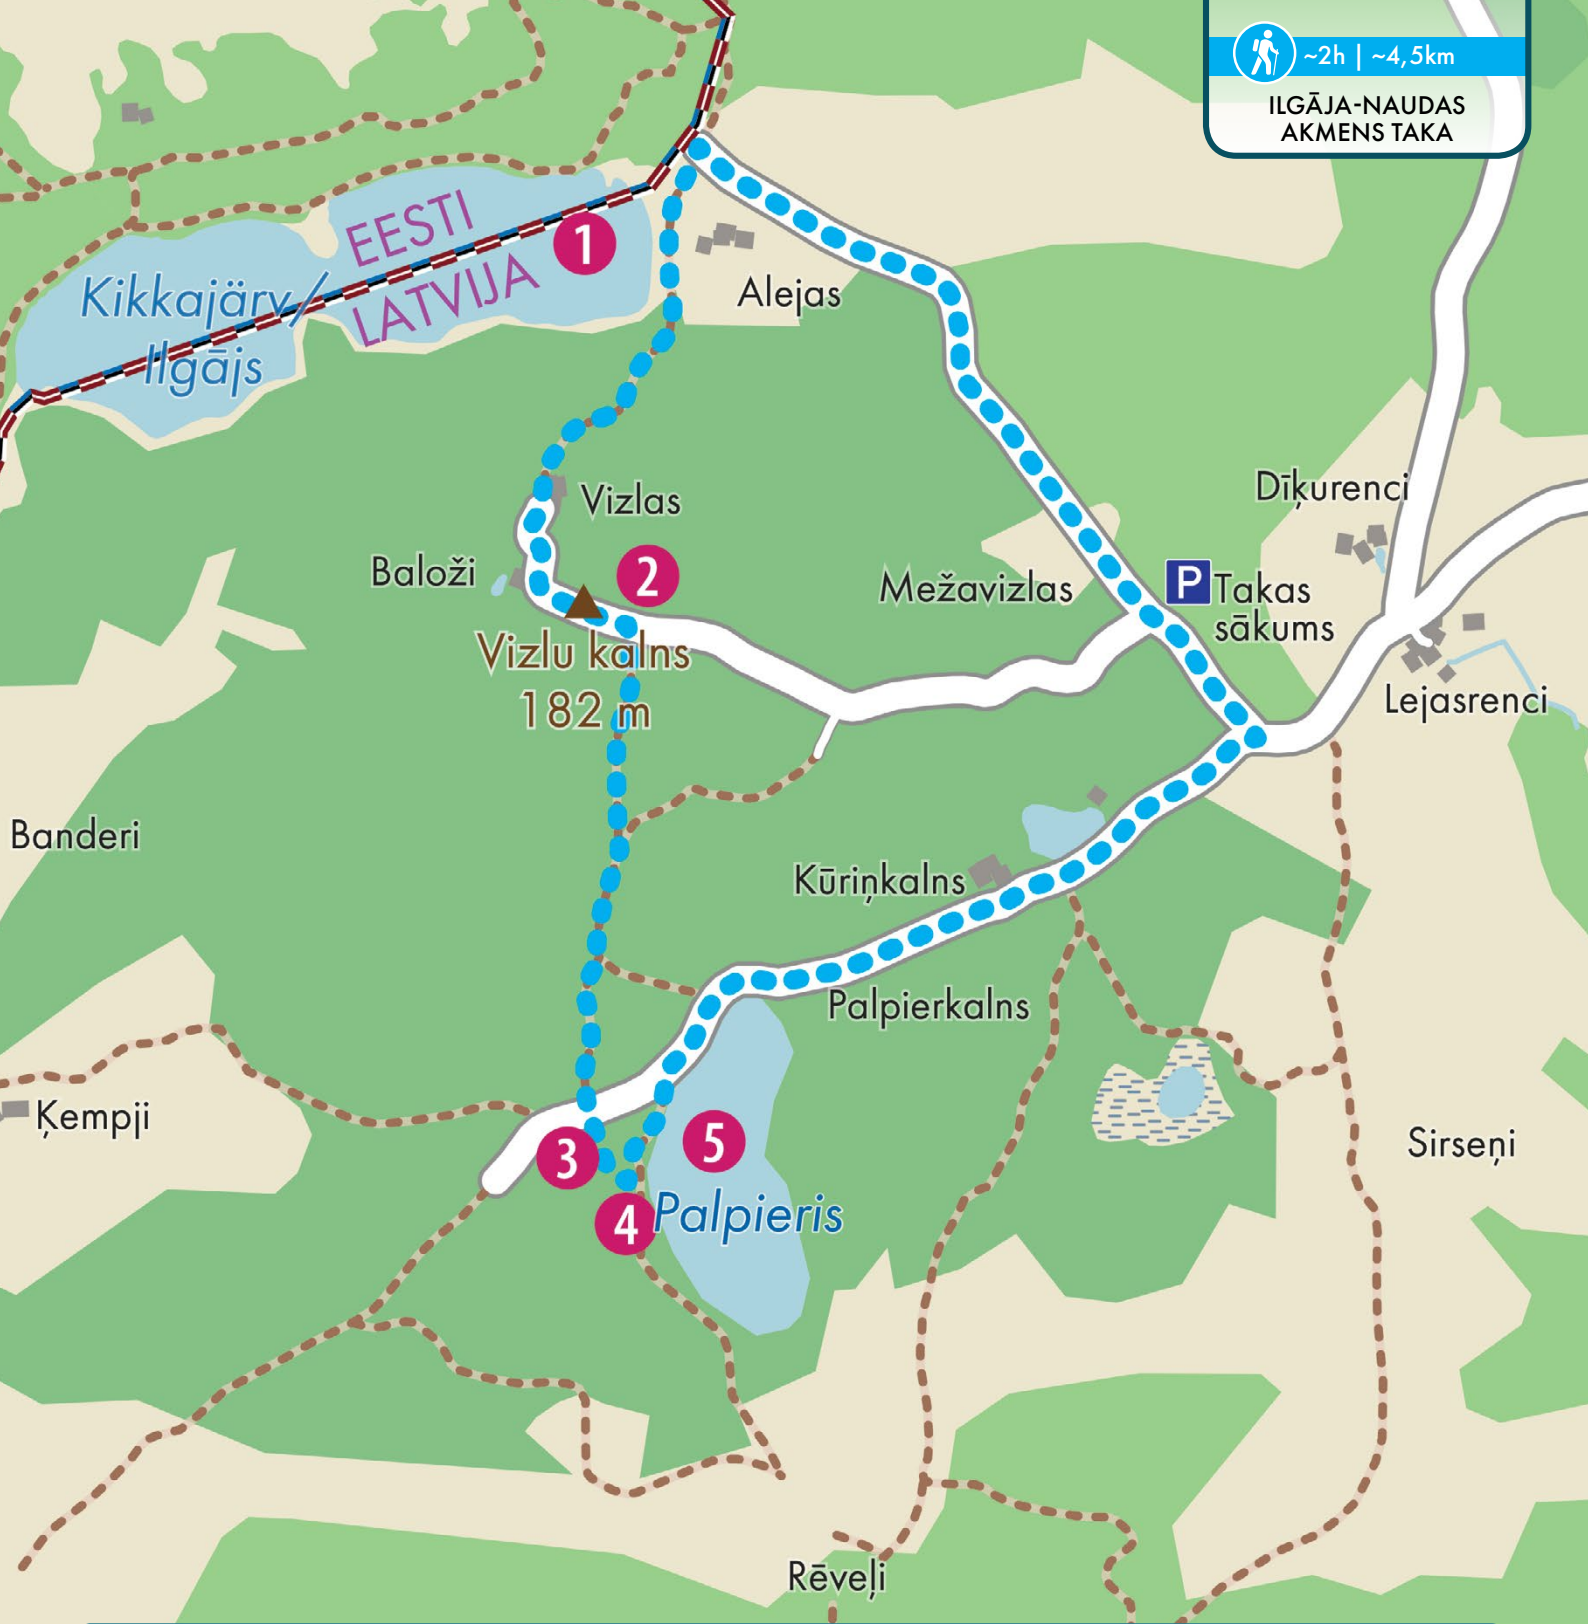 ~2h | ~4,5km
ILGĀJA-NAUDAS
AKMENS TAKA
EESTI
1
Kikkajärv/
LATVIJA
Alejas
Ilgājs
Dīķurenci
Vizlas
Baloži
2
Mežavizlas
P
Takas
sākums
Vizlu kalns
182 m
Lejasrenci
Banderi
Kūriņkalns
Palpierkalns
Ķempji
5
Sirseņi
3
4
Palpieris
Rēveļi